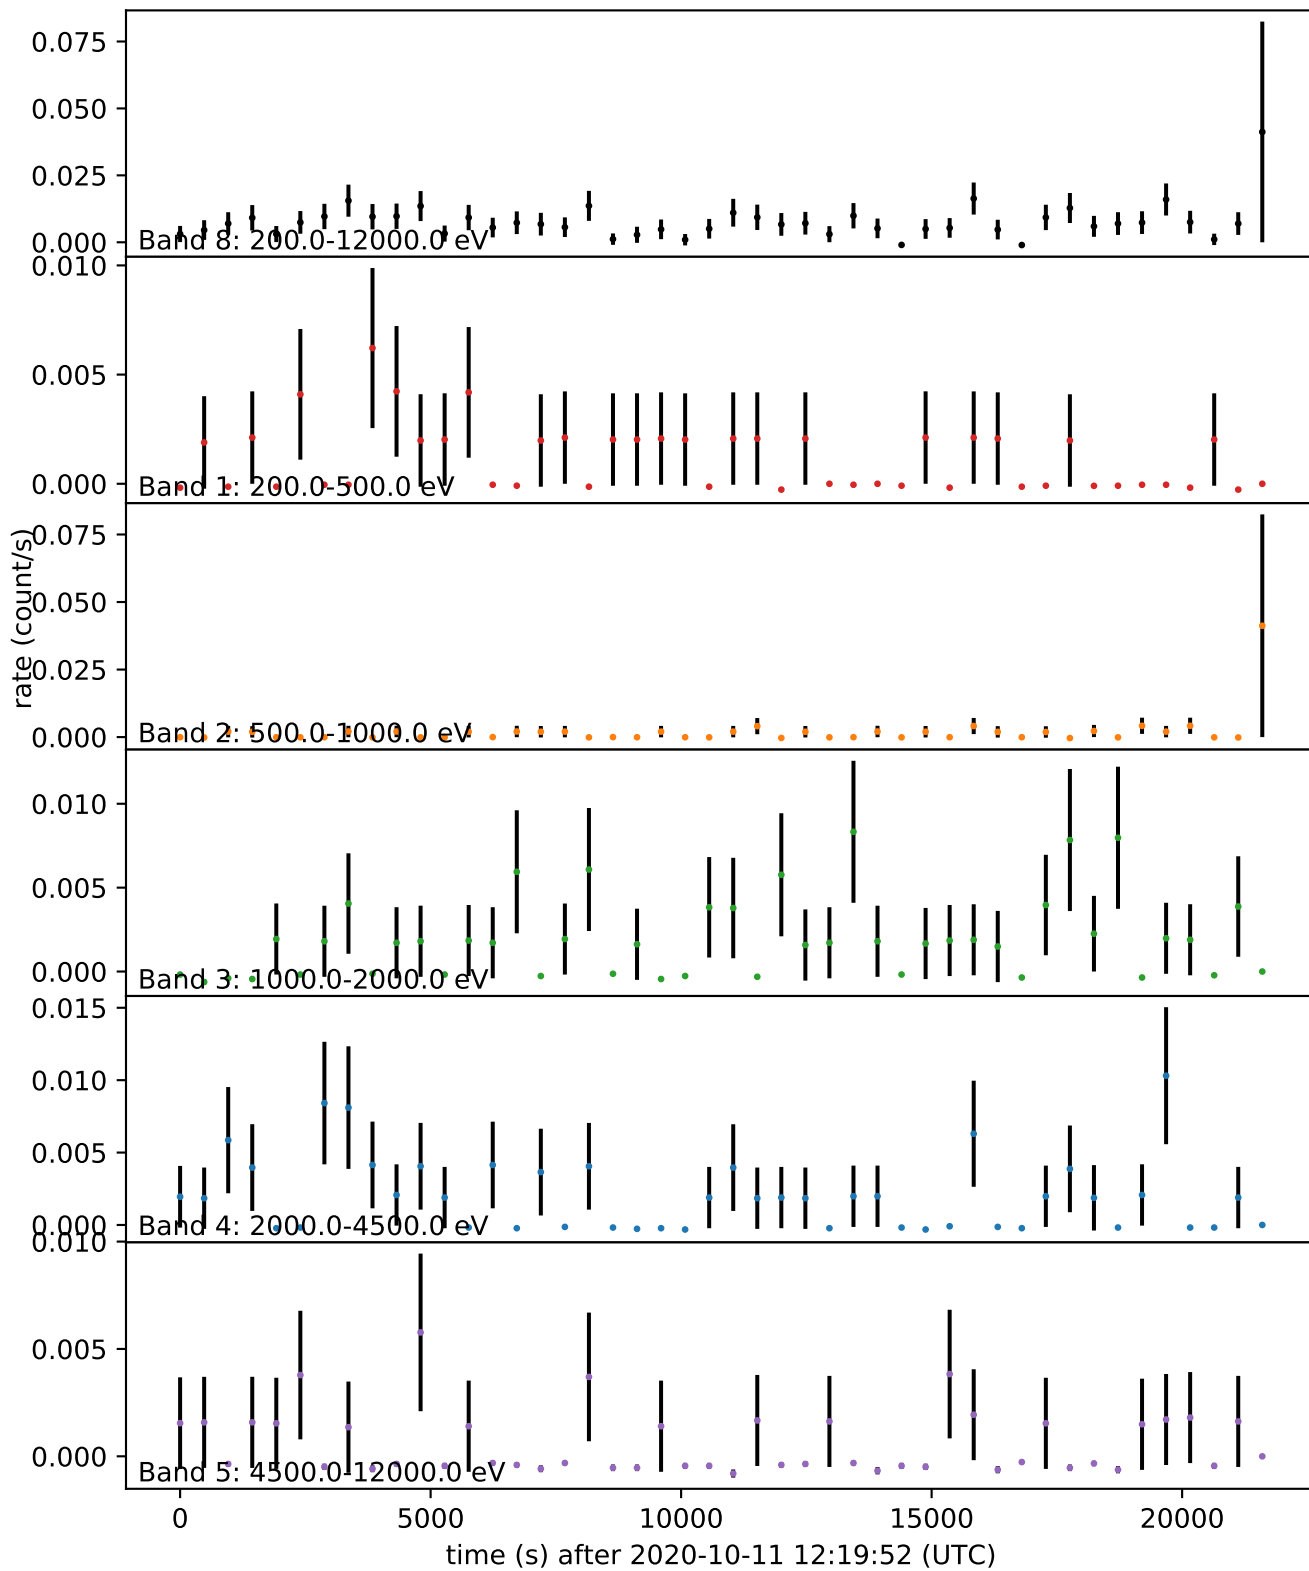 0.075
0.050
0.025
0.000
Band 8: 200.0-12000.0 eV
0.010
0.005
0.000
Band 1: 200.0-500.0 eV
rate (count/s)
0.075
0.050
0.025
0.000
Band 2: 500.0-1000.0 eV
0.010
0.005
0.000
Band 3: 1000.0-2000.0 eV
0.015
0.010
0.005
0.000
Band 4: 2000.0-4500.0 eV
0.010
0.005
0.000
Band 5: 4500.0-12000.0 eV
0 5000 10000 15000 20000
time (s) after 2020-10-11 12:19:52 (UTC)